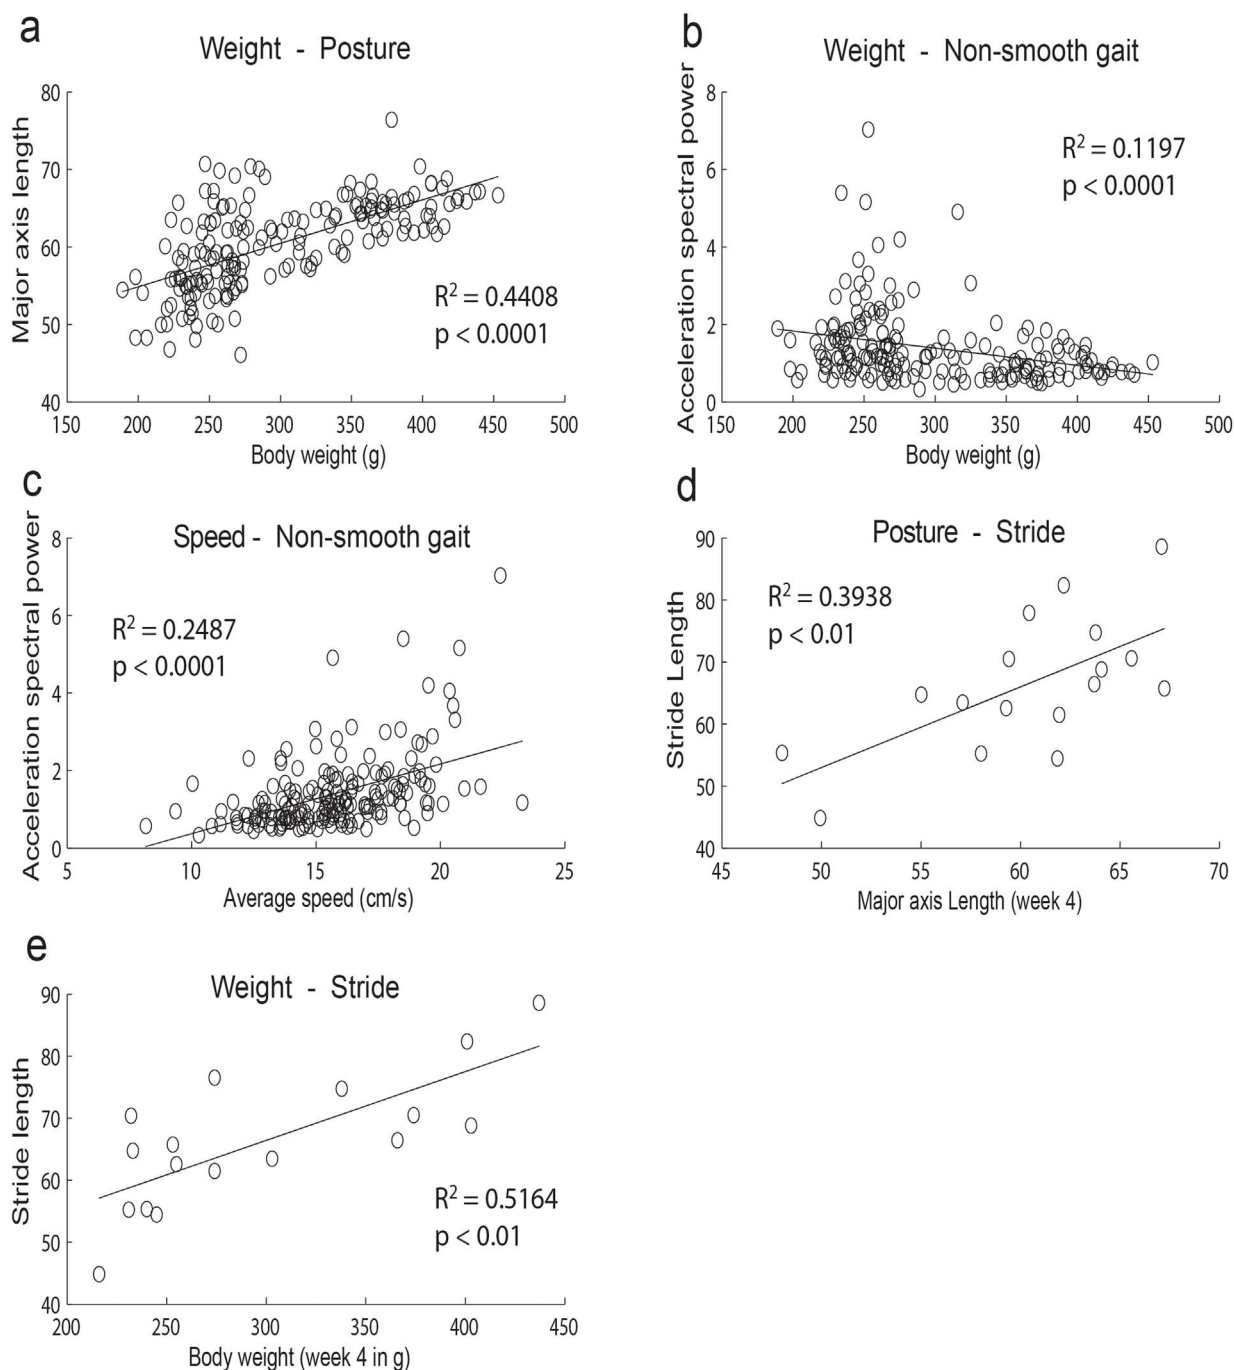 a
Weight - Posture
80
70
60
50
40
Major axis length
R² = 0.4408
p < 0.0001
150 200 250 300 350 400 450 500
Body weight (g)
b
Weight - Non-smooth gait
8
6
4
2
0
Acceleration spectral power
R² = 0.1197
p < 0.0001
150 200 250 300 350 400 450 500
Body weight (g)
c
Speed - Non-smooth gait
8
6
4
2
0
Acceleration spectral power
R² = 0.2487
p < 0.0001
5 10 15 20 25
Average speed (cm/s)
d
Posture - Stride
90
80
70
60
50
40
Stride Length
R² = 0.3938
p < 0.01
45 50 55 60 65 70
Major axis Length (week 4)
e
Weight - Stride
90
80
70
60
50
40
Stride length
R² = 0.5164
p < 0.01
200 250 300 350 400 450
Body weight (week 4 in g)